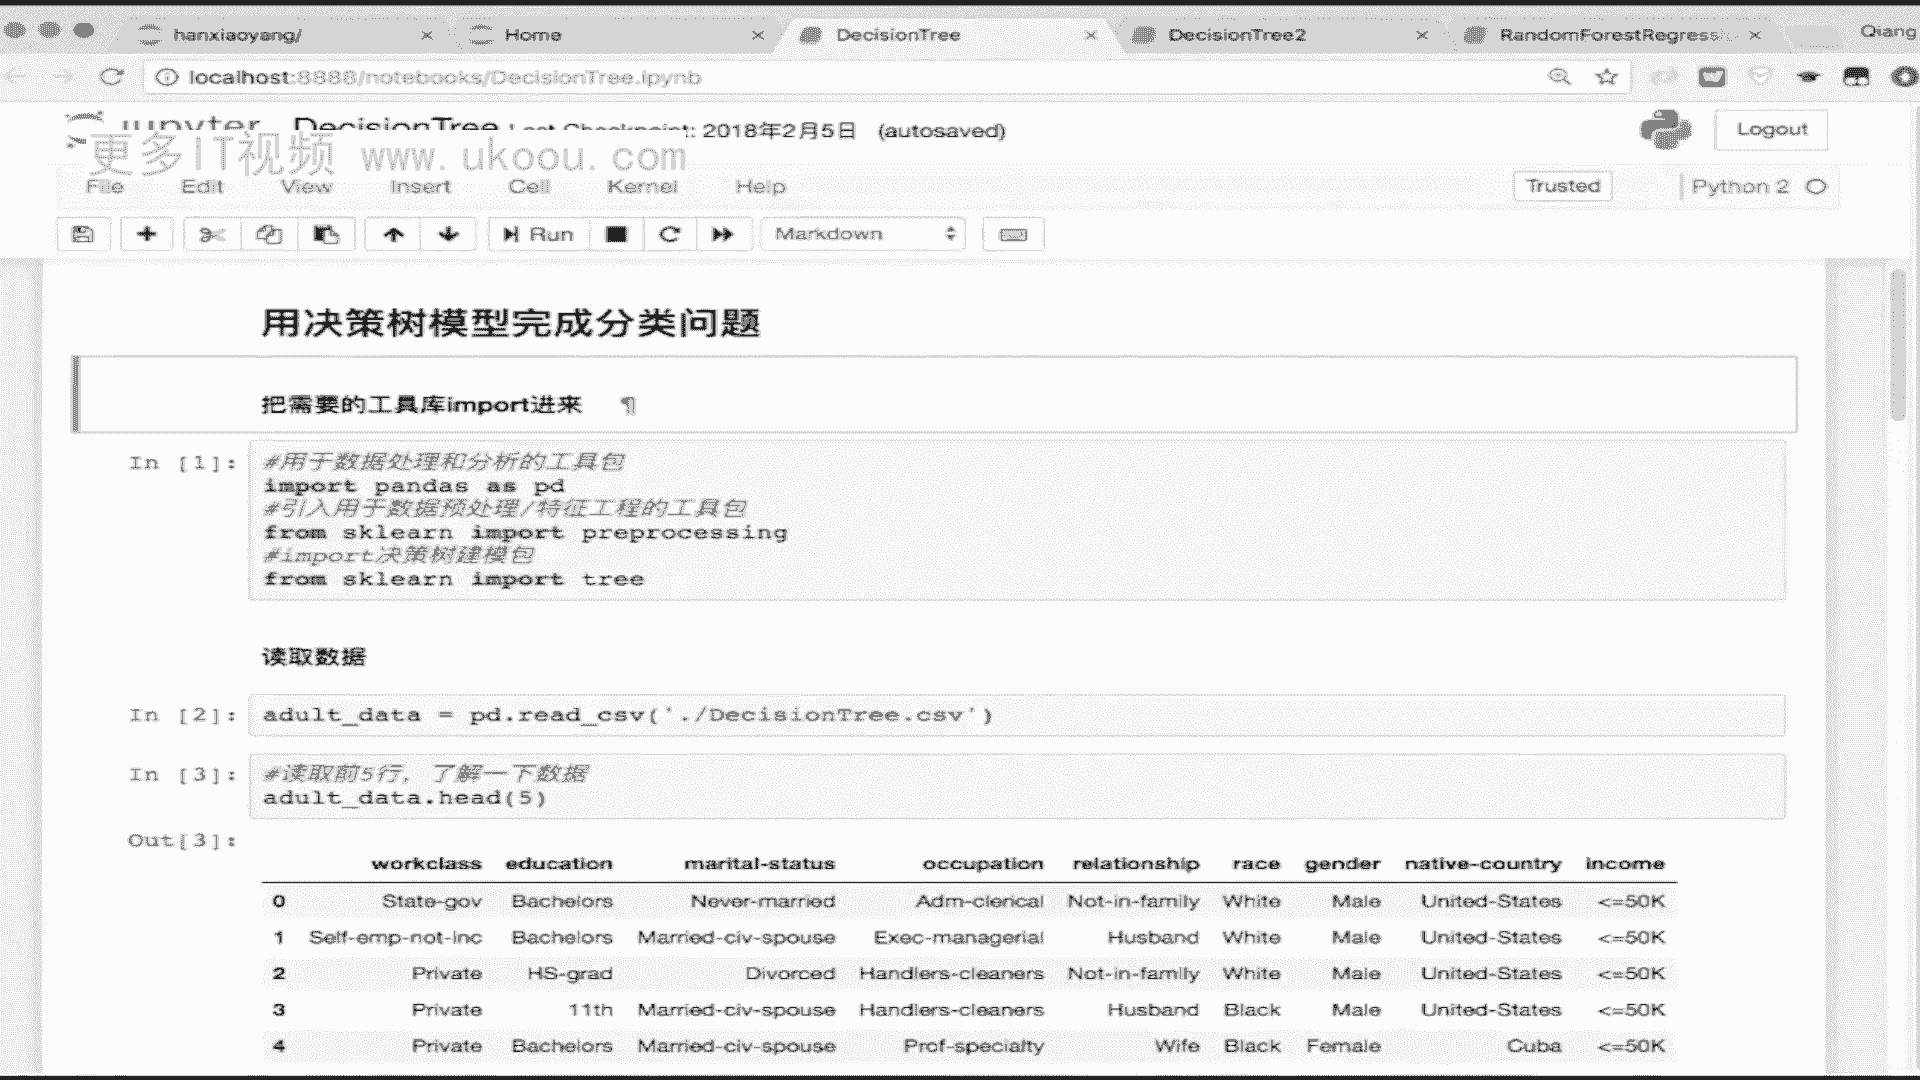 hanxiaoyang/ Home DecisionTree DecisionTree2 RandomForestRegress Qiang
localhost:8888/notebooks/DecisionTree.ipynb
jupyter DecisionTree Last Checkpoint: 2018年2月5日 (autosaved) Logout
更多IT视频 www.ukoou.com
File Edit View Insert Cell Kernel Help Trusted Python 2
Run Markdown
用决策树模型完成分类问题
把需要的工具库import进来 ¶
In [1]: #用于数据处理和分析的工具包
import pandas as pd
#引入用于数据预处理/特征工程的工具包
from sklearn import preprocessing
#import决策树建模包
from sklearn import tree
读取数据
In [2]: adult_data = pd.read_csv('./DecisionTree.csv')
In [3]: #读取前5行，了解一下数据
adult_data.head(5)
Out[3]:
workclass education marital-status occupation relationship race gender native-country income
0 State-gov Bachelors Never-married Adm-clerical Not-in-family White Male United-States <=50K
1 Self-emp-not-inc Bachelors Married-civ-spouse Exec-managerial Husband White Male United-States <=50K
2 Private HS-grad Divorced Handlers-cleaners Not-in-family White Male United-States <=50K
3 Private 11th Married-civ-spouse Handlers-cleaners Husband Black Male United-States <=50K
4 Private Bachelors Married-civ-spouse Prof-specialty Wife Black Female Cuba <=50K